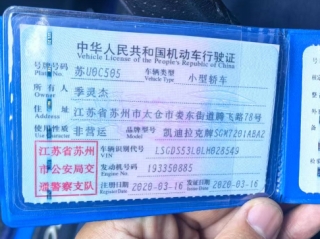 中华人民共和国机动车行驶证
Vehicle License of the People's Republic of China
号牌号码 苏U6C505 车辆类型 小型轿车
Plate No. Vehicle Type
所有人 季灵杰
Owner
住址 江苏省苏州市太仓市娄东街道腾飞路78号
Address
使用性质 非营运 品牌型号 凯迪拉克牌SGM7201ABA2
Use Character Model
江苏省苏州 车辆识别代号 LSGD553L8LH028549
VIN
市公安局交 发动机号码 193350885
Engine No.
通警察支队 注册日期 2020-03-16 发证日期 2020-03-16
Register Date Issue Date